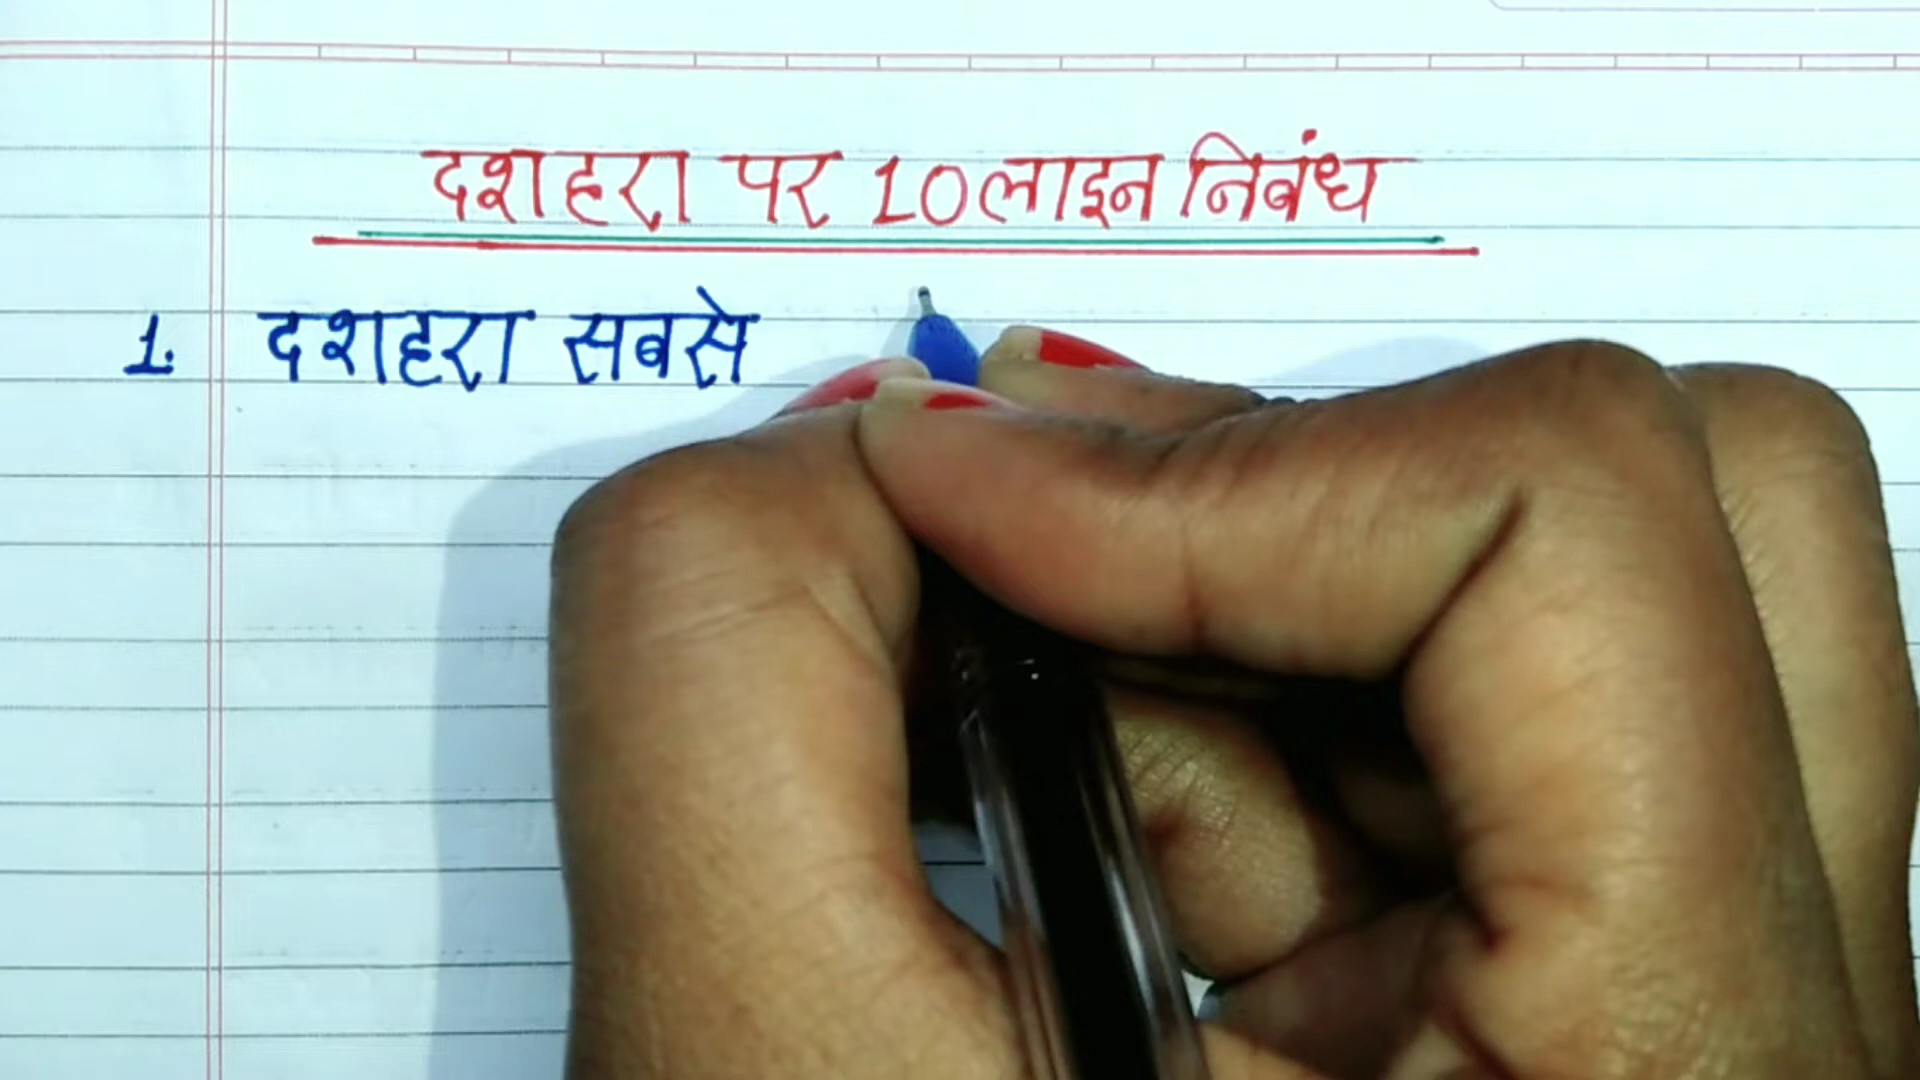 दशहरा पर 10 लाइन निबंध
1. दशहरा सबसे